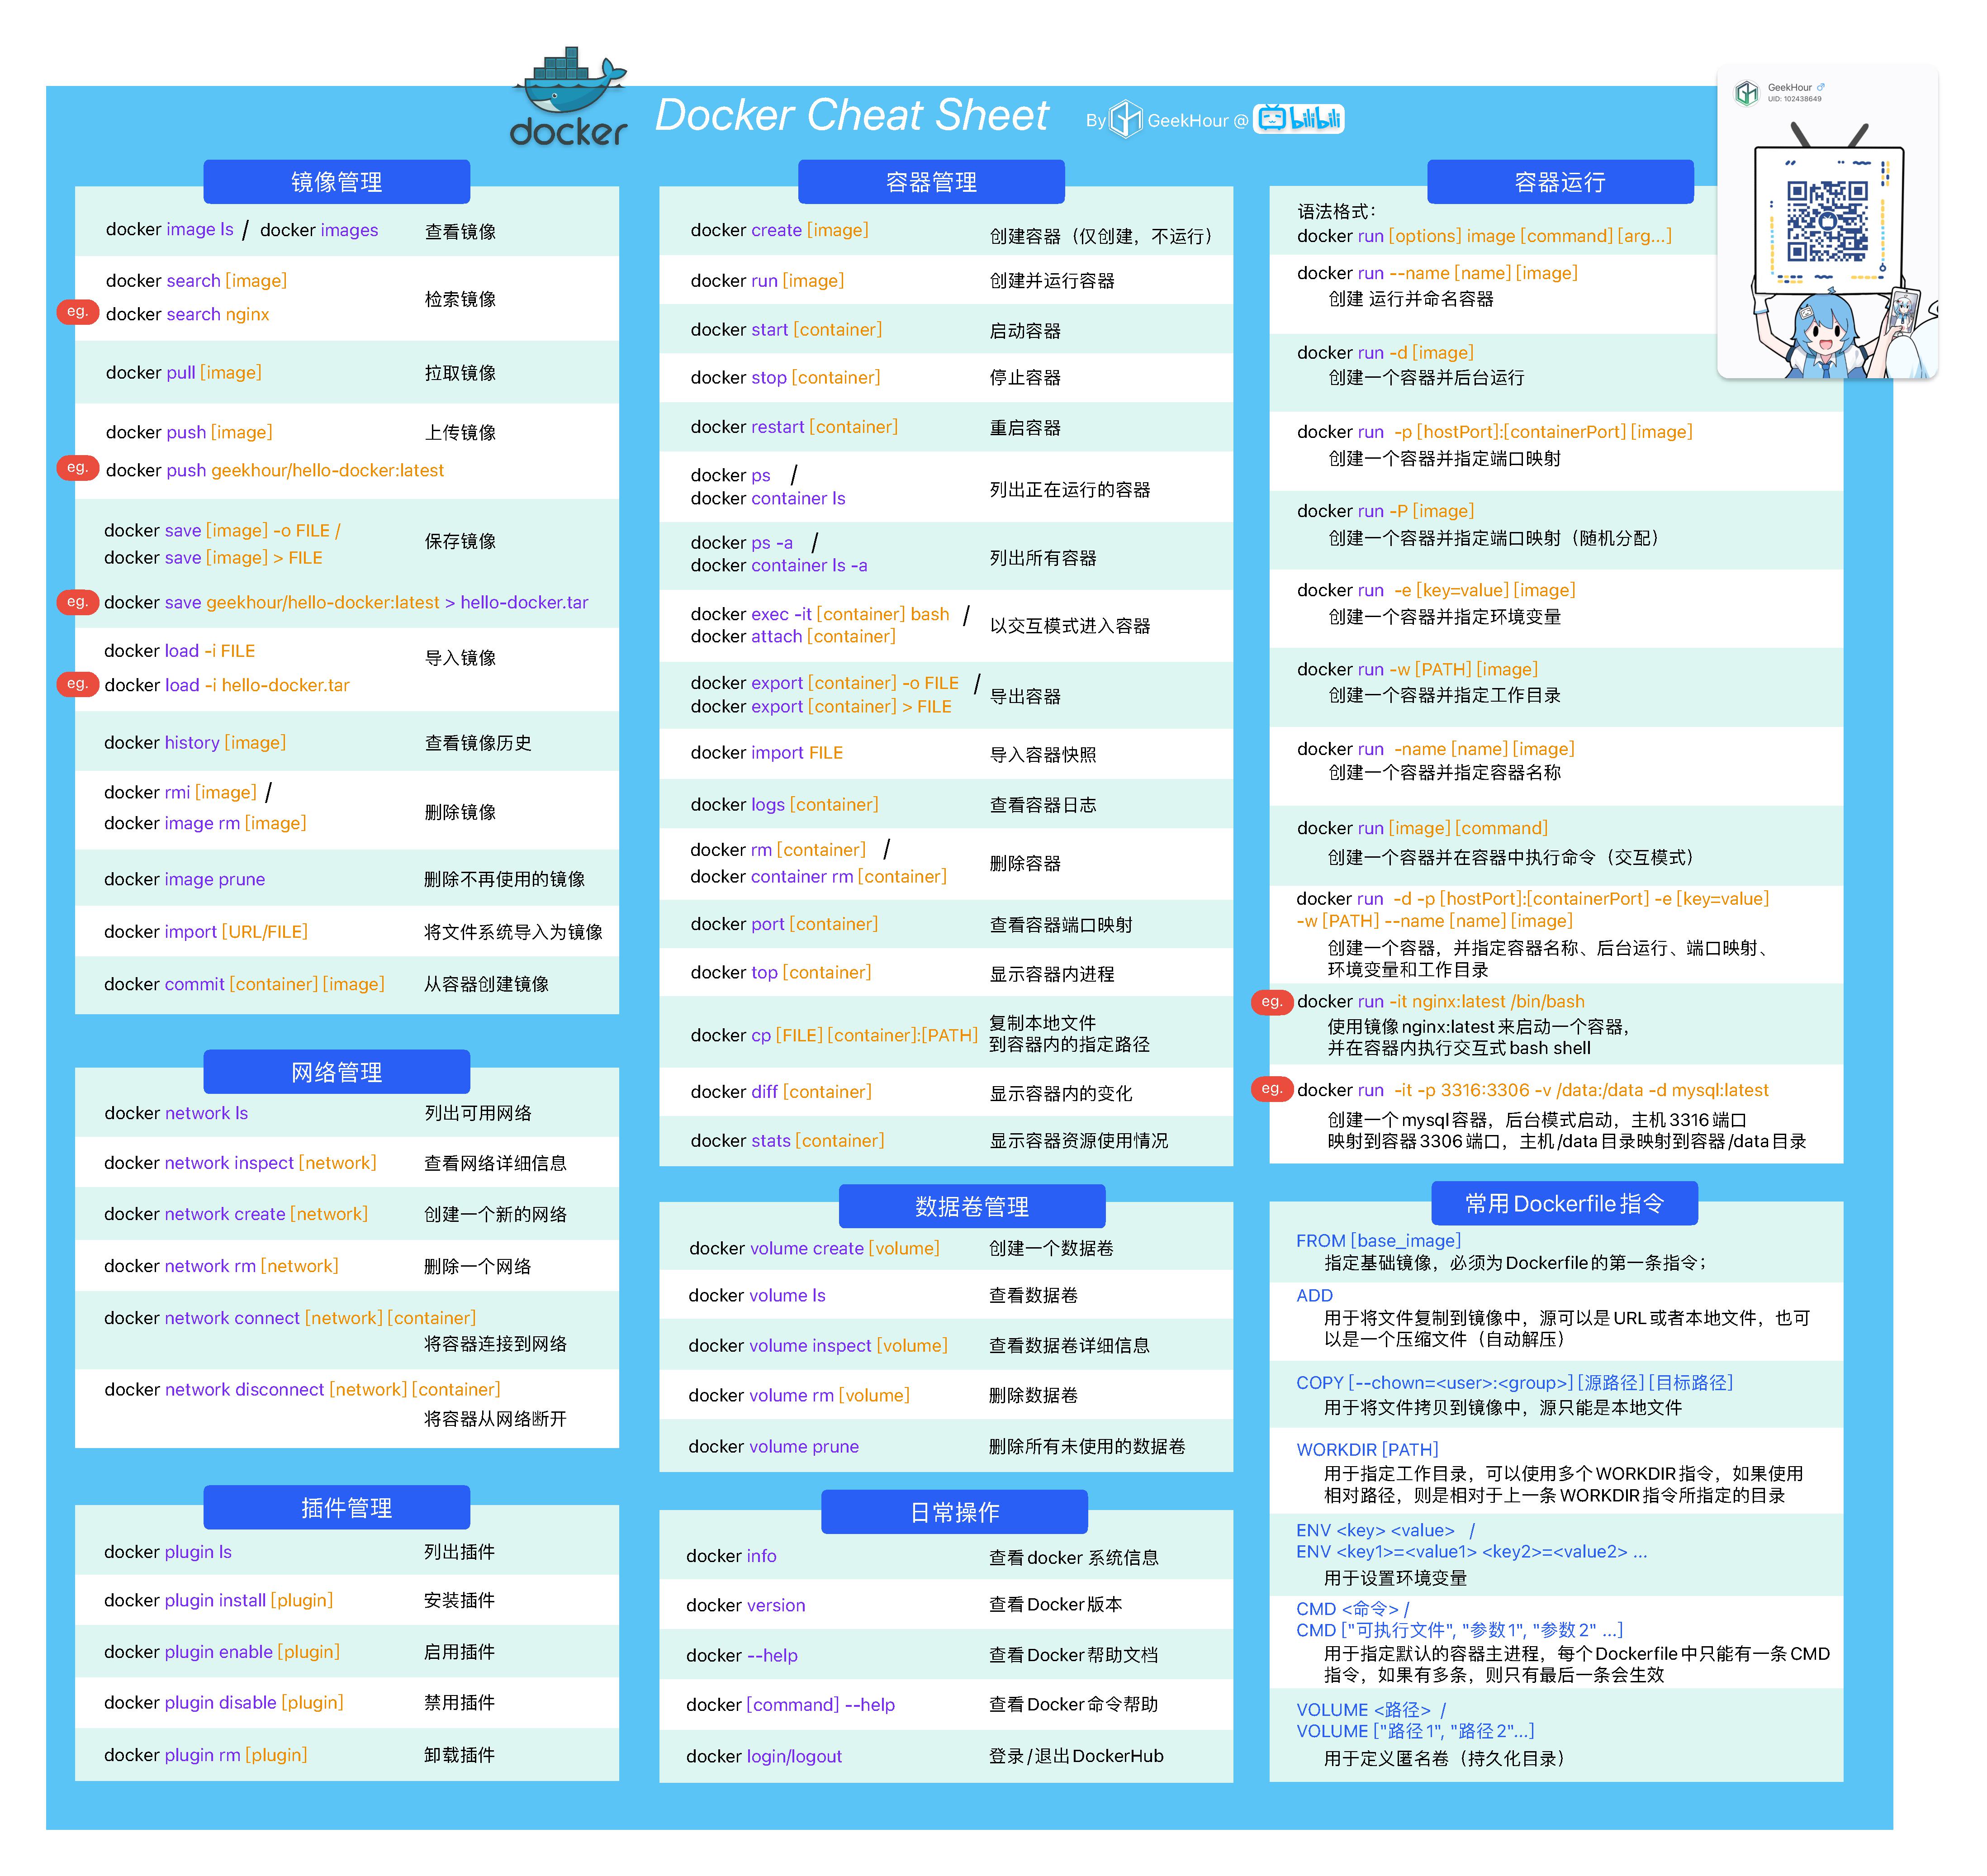 docker
Docker Cheat Sheet
By GeekHour @ bilibili
GeekHour
UID: 102438649
镜像管理
docker image ls / docker images 查看镜像
docker search [image]
检索镜像
eg. docker search nginx
docker pull [image] 拉取镜像
docker push [image] 上传镜像
eg. docker push geekhour/hello-docker:latest
docker save [image] -o FILE /
docker save [image] > FILE
保存镜像
eg. docker save geekhour/hello-docker:latest > hello-docker.tar
docker load -i FILE 导入镜像
eg. docker load -i hello-docker.tar
docker history [image] 查看镜像历史
docker rmi [image] /
docker image rm [image]
删除镜像
docker image prune 删除不再使用的镜像
docker import [URL/FILE] 将文件系统导入为镜像
docker commit [container] [image] 从容器创建镜像
网络管理
docker network ls 列出可用网络
docker network inspect [network] 查看网络详细信息
docker network create [network] 创建一个新的网络
docker network rm [network] 删除一个网络
docker network connect [network] [container]
将容器连接到网络
docker network disconnect [network] [container]
将容器从网络断开
插件管理
docker plugin ls 列出插件
docker plugin install [plugin] 安装插件
docker plugin enable [plugin] 启用插件
docker plugin disable [plugin] 禁用插件
docker plugin rm [plugin] 卸载插件
容器管理
docker create [image] 创建容器（仅创建，不运行）
docker run [image] 创建并运行容器
docker start [container] 启动容器
docker stop [container] 停止容器
docker restart [container] 重启容器
docker ps /
docker container ls
列出正在运行的容器
docker ps -a /
docker container ls -a
列出所有容器
docker exec -it [container] bash /
docker attach [container]
以交互模式进入容器
docker export [container] -o FILE /
docker export [container] > FILE
导出容器
docker import FILE 导入容器快照
docker logs [container] 查看容器日志
docker rm [container] /
docker container rm [container]
删除容器
docker port [container] 查看容器端口映射
docker top [container] 显示容器内进程
docker cp [FILE] [container]:[PATH]
复制本地文件
到容器内的指定路径
docker diff [container] 显示容器内的变化
docker stats [container] 显示容器资源使用情况
数据卷管理
docker volume create [volume] 创建一个数据卷
docker volume ls 查看数据卷
docker volume inspect [volume] 查看数据卷详细信息
docker volume rm [volume] 删除数据卷
docker volume prune 删除所有未使用的数据卷
日常操作
docker info 查看docker 系统信息
docker version 查看Docker版本
docker --help 查看Docker帮助文档
docker [command] --help 查看Docker命令帮助
docker login/logout 登录/退出DockerHub
容器运行
语法格式：
docker run [options] image [command] [arg...]
docker run --name [name] [image]
创建 运行并命名容器
docker run -d [image]
创建一个容器并后台运行
docker run -p [hostPort]:[containerPort] [image]
创建一个容器并指定端口映射
docker run -P [image]
创建一个容器并指定端口映射（随机分配）
docker run -e [key=value] [image]
创建一个容器并指定环境变量
docker run -w [PATH] [image]
创建一个容器并指定工作目录
docker run -name [name] [image]
创建一个容器并指定容器名称
docker run [image] [command]
创建一个容器并在容器中执行命令（交互模式）
docker run -d -p [hostPort]:[containerPort] -e [key=value]
-w [PATH] --name [name] [image]
创建一个容器，并指定容器名称、后台运行、端口映射、
环境变量和工作目录
eg. docker run -it nginx:latest /bin/bash
使用镜像nginx:latest来启动一个容器，
并在容器内执行交互式bash shell
eg. docker run -it -p 3316:3306 -v /data:/data -d mysql:latest
创建一个mysql容器，后台模式启动，主机3316端口
映射到容器3306端口，主机/data目录映射到容器/data目录
常用Dockerfile指令
FROM [base_image]
指定基础镜像，必须为Dockerfile的第一条指令；
ADD
用于将文件复制到镜像中，源可以是URL或者本地文件，也可
以是一个压缩文件（自动解压）
COPY [--chown=<user>:<group>] [源路径] [目标路径]
用于将文件拷贝到镜像中，源只能是本地文件
WORKDIR [PATH]
用于指定工作目录，可以使用多个WORKDIR指令，如果使用
相对路径，则是相对于上一条WORKDIR指令所指定的目录
ENV <key> <value> /
ENV <key1>=<value1> <key2>=<value2> ...
用于设置环境变量
CMD <命令> /
CMD ["可执行文件", "参数1", "参数2" ...]
用于指定默认的容器主进程，每个Dockerfile中只能有一条CMD
指令，如果有多条，则只有最后一条会生效
VOLUME <路径> /
VOLUME ["路径1", "路径2"...]
用于定义匿名卷（持久化目录）